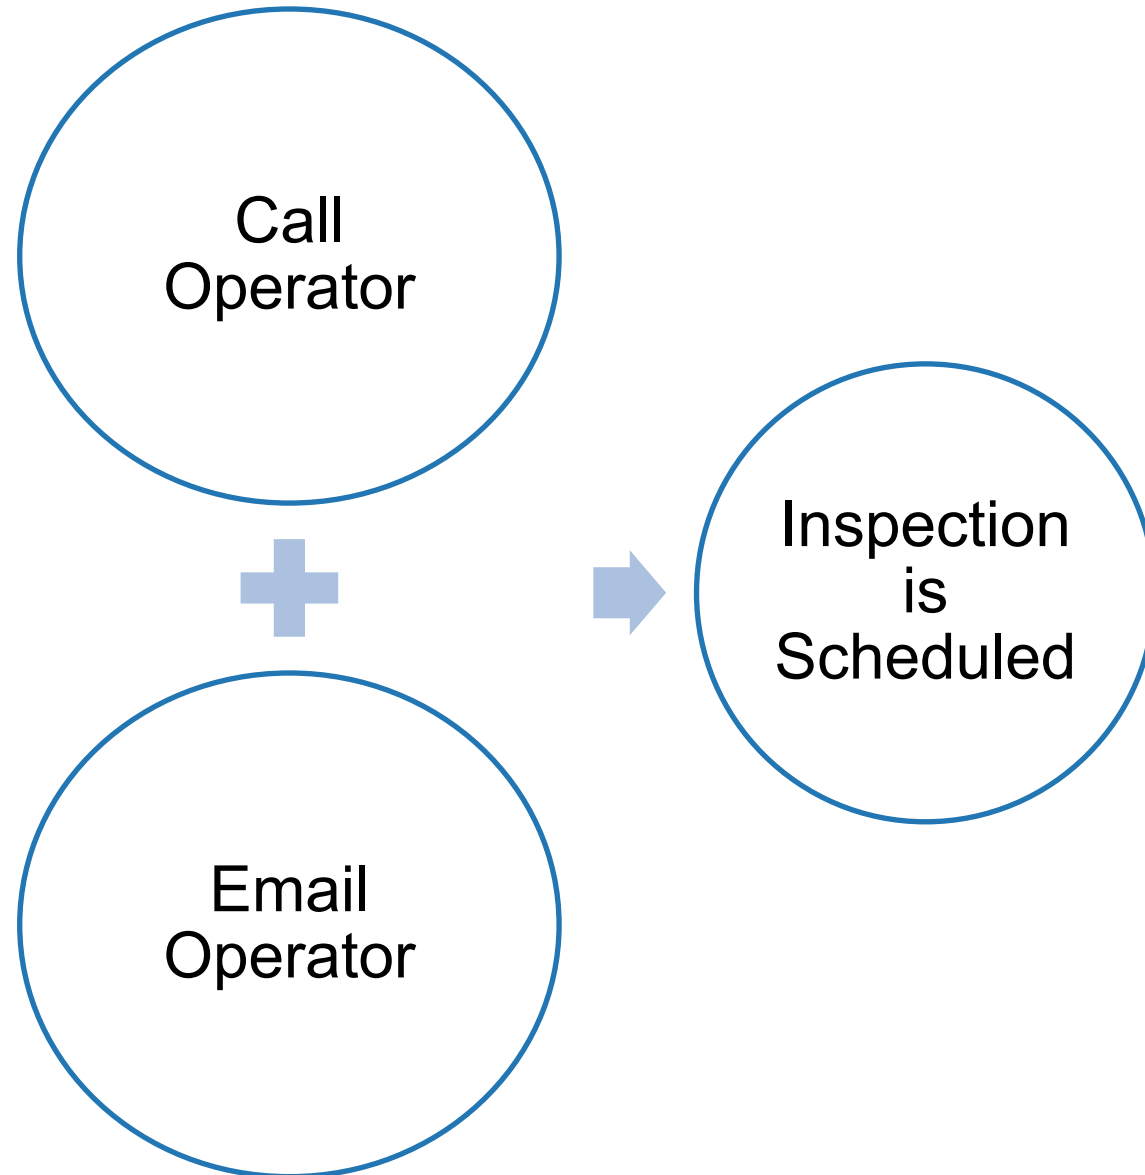 Call
Operator
Email
Operator
Inspection
is
Scheduled